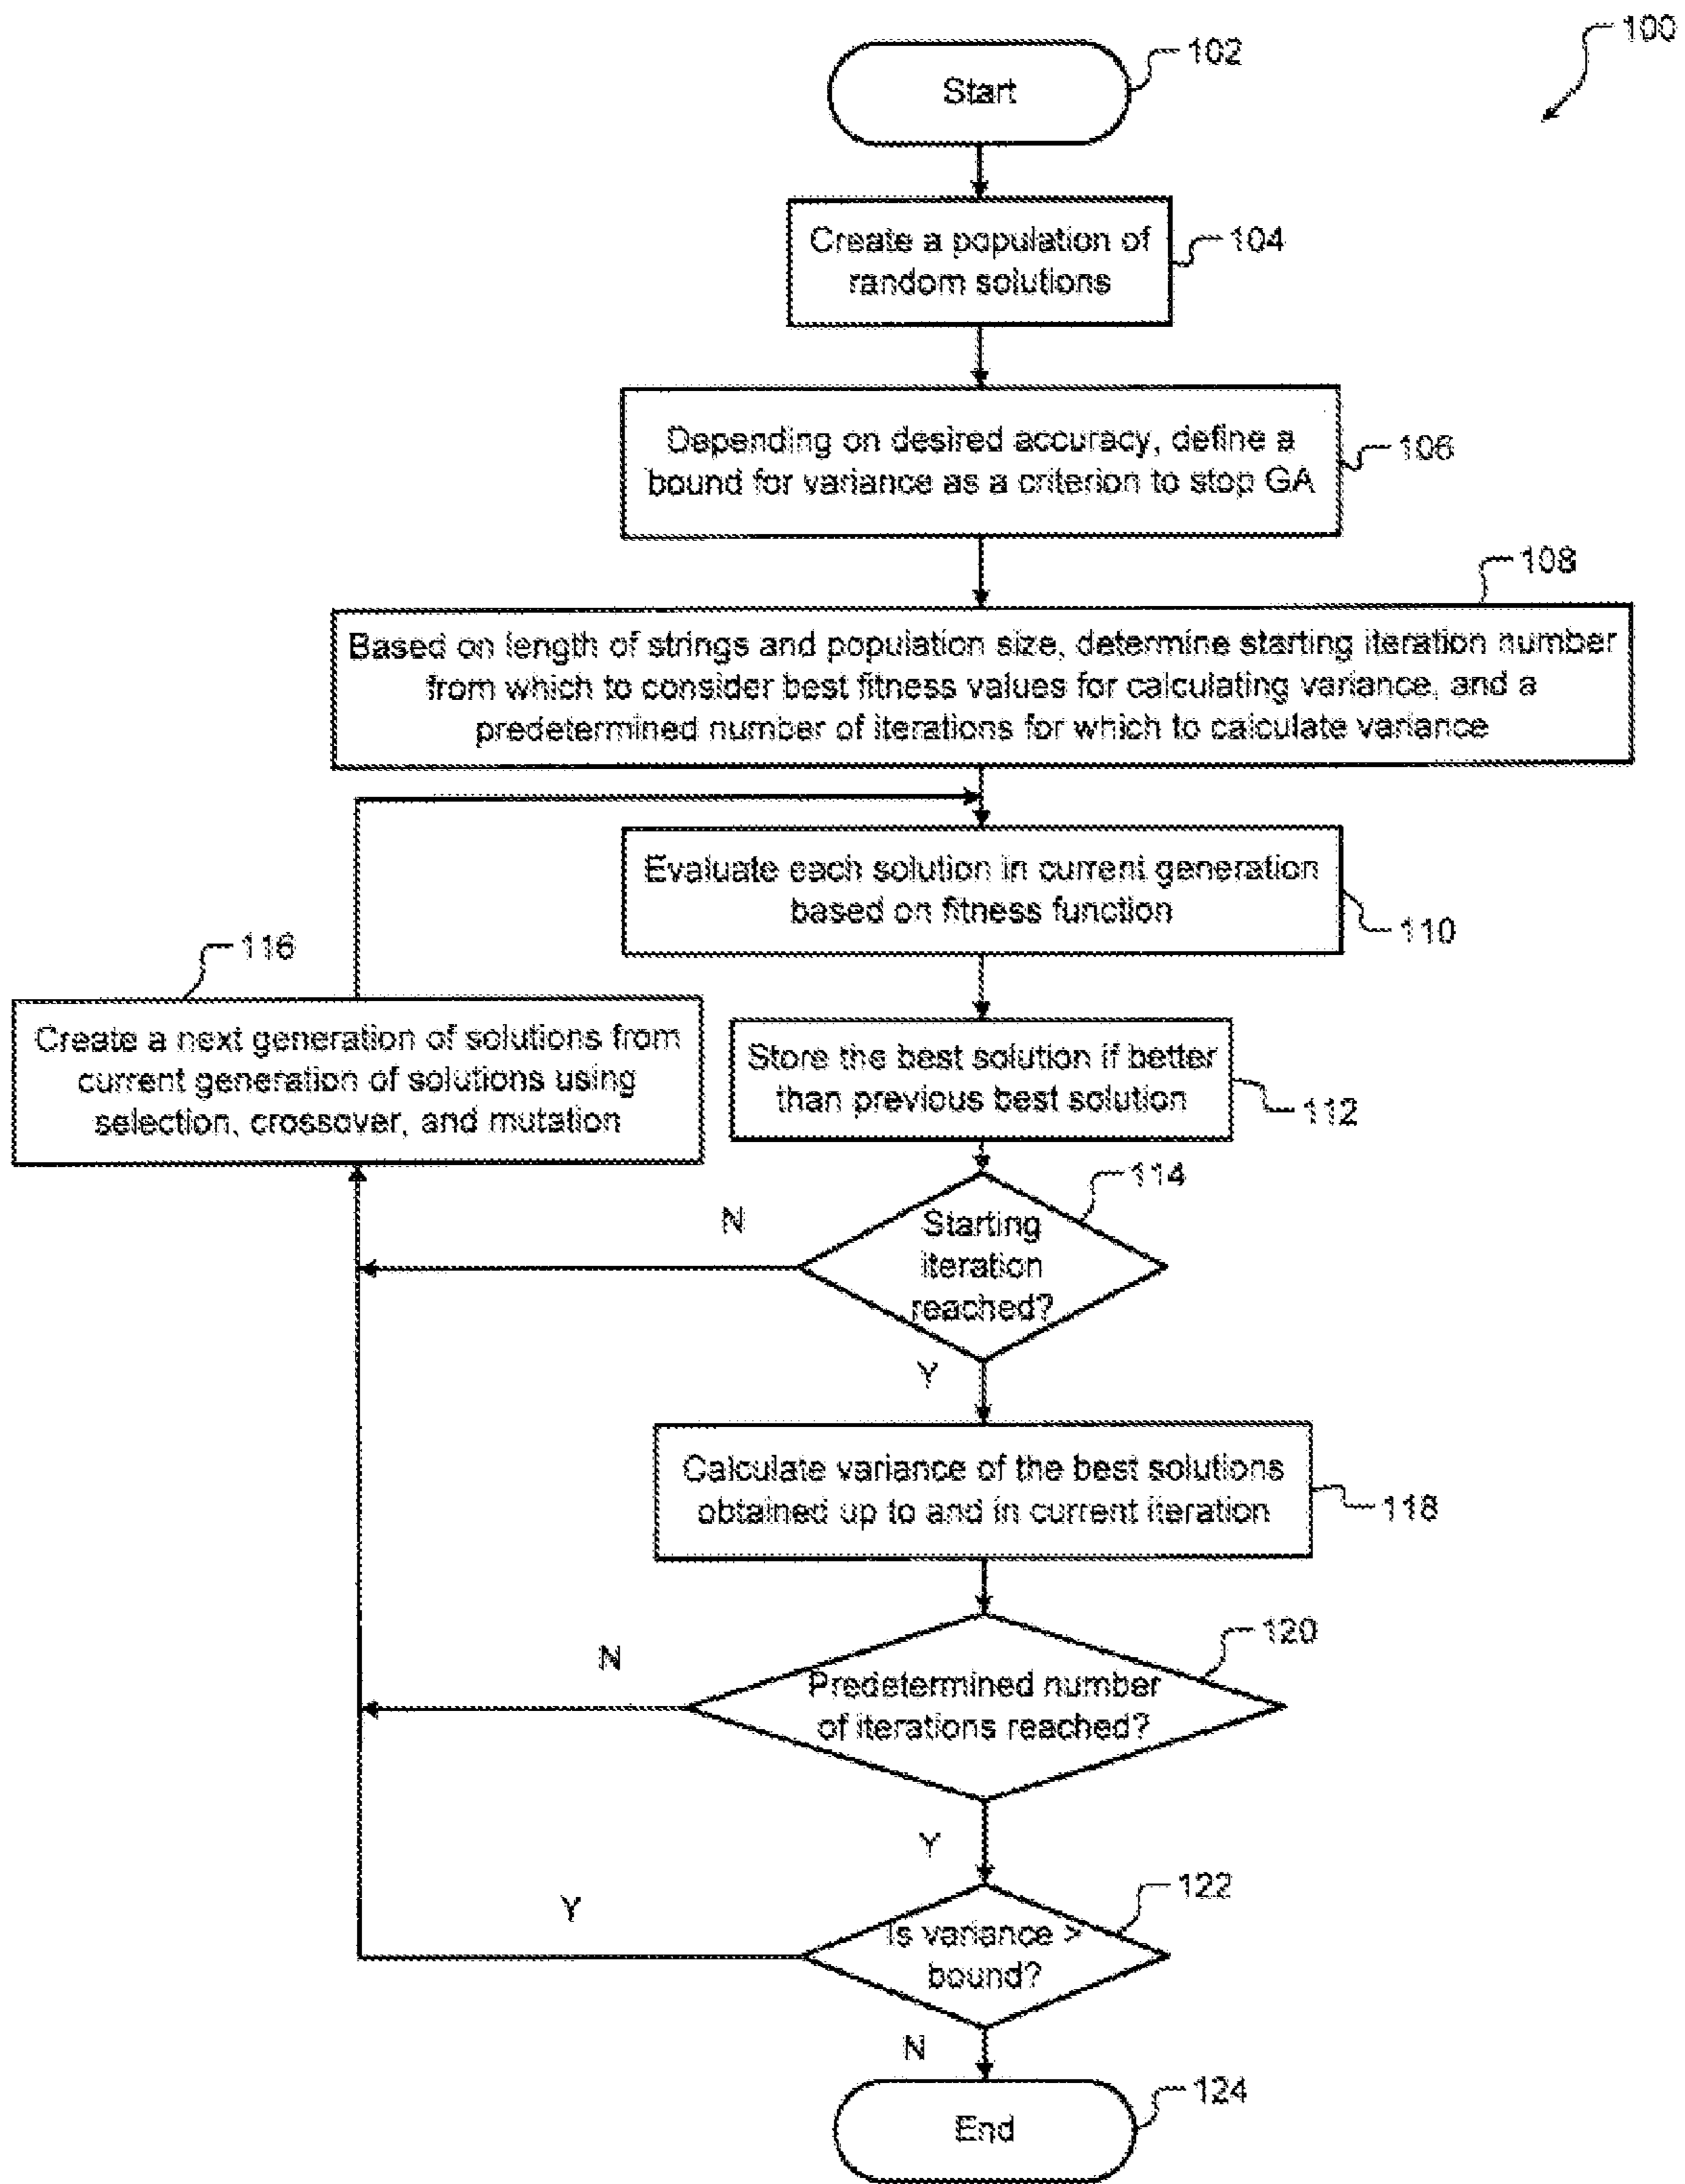 100
102
Start
Create a population of
random solutions
104
Depending on desired accuracy, define a
bound for variance as a criterion to stop GA
106
108
Based on length of strings and population size, determine starting iteration number
from which to consider best fitness values for calculating variance, and a
predetermined number of iterations for which to calculate variance
Evaluate each solution in current generation
based on fitness function
110
116
Create a next generation of solutions from
current generation of solutions using
selection, crossover, and mutation
Store the best solution if better
than previous best solution
112
114
N
Starting
iteration
reached?
Y
Calculate variance of the best solutions
obtained up to and in current iteration
118
120
N
Predetermined number
of iterations reached?
Y
122
Y
Is variance >
bound?
N
124
End